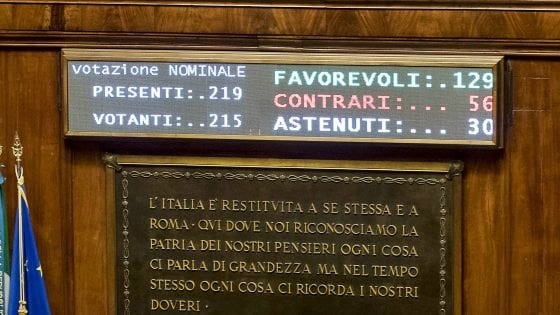 votazione NOMINALE
PRESENTI:.219
VOTANTI:..215
FAVOREVOLI:.129
CONTRARI:... 56
ASTENUTI:... 30
L'ITALIA E' RESTITVITA A SE STESSA E A
ROMA · QVI DOVE NOI RICONOSCIAMO LA
PATRIA DEI NOSTRI PENSIERI OGNI COSA
CI PARLA DI GRANDEZZA MA NEL TEMPO
STESSO OGNI COSA CI RICORDA I NOSTRI
DOVERI ·